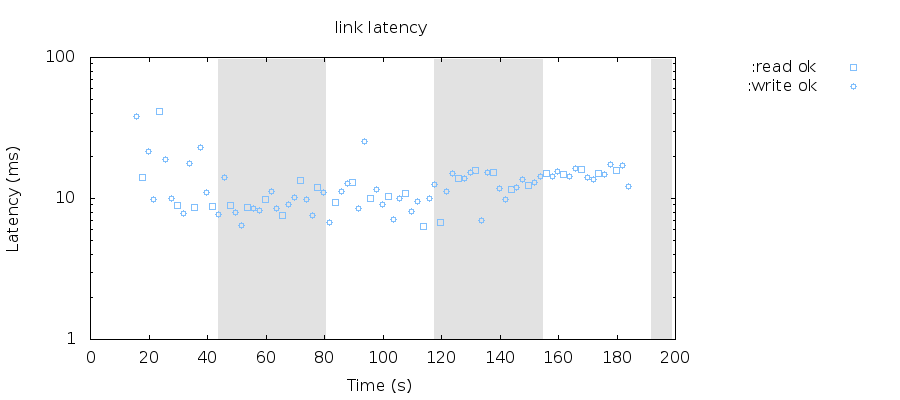 link latency
100
10
1
Latency (ms)
0 20 40 60 80 100 120 140 160 180 200
Time (s)
:read ok
:write ok